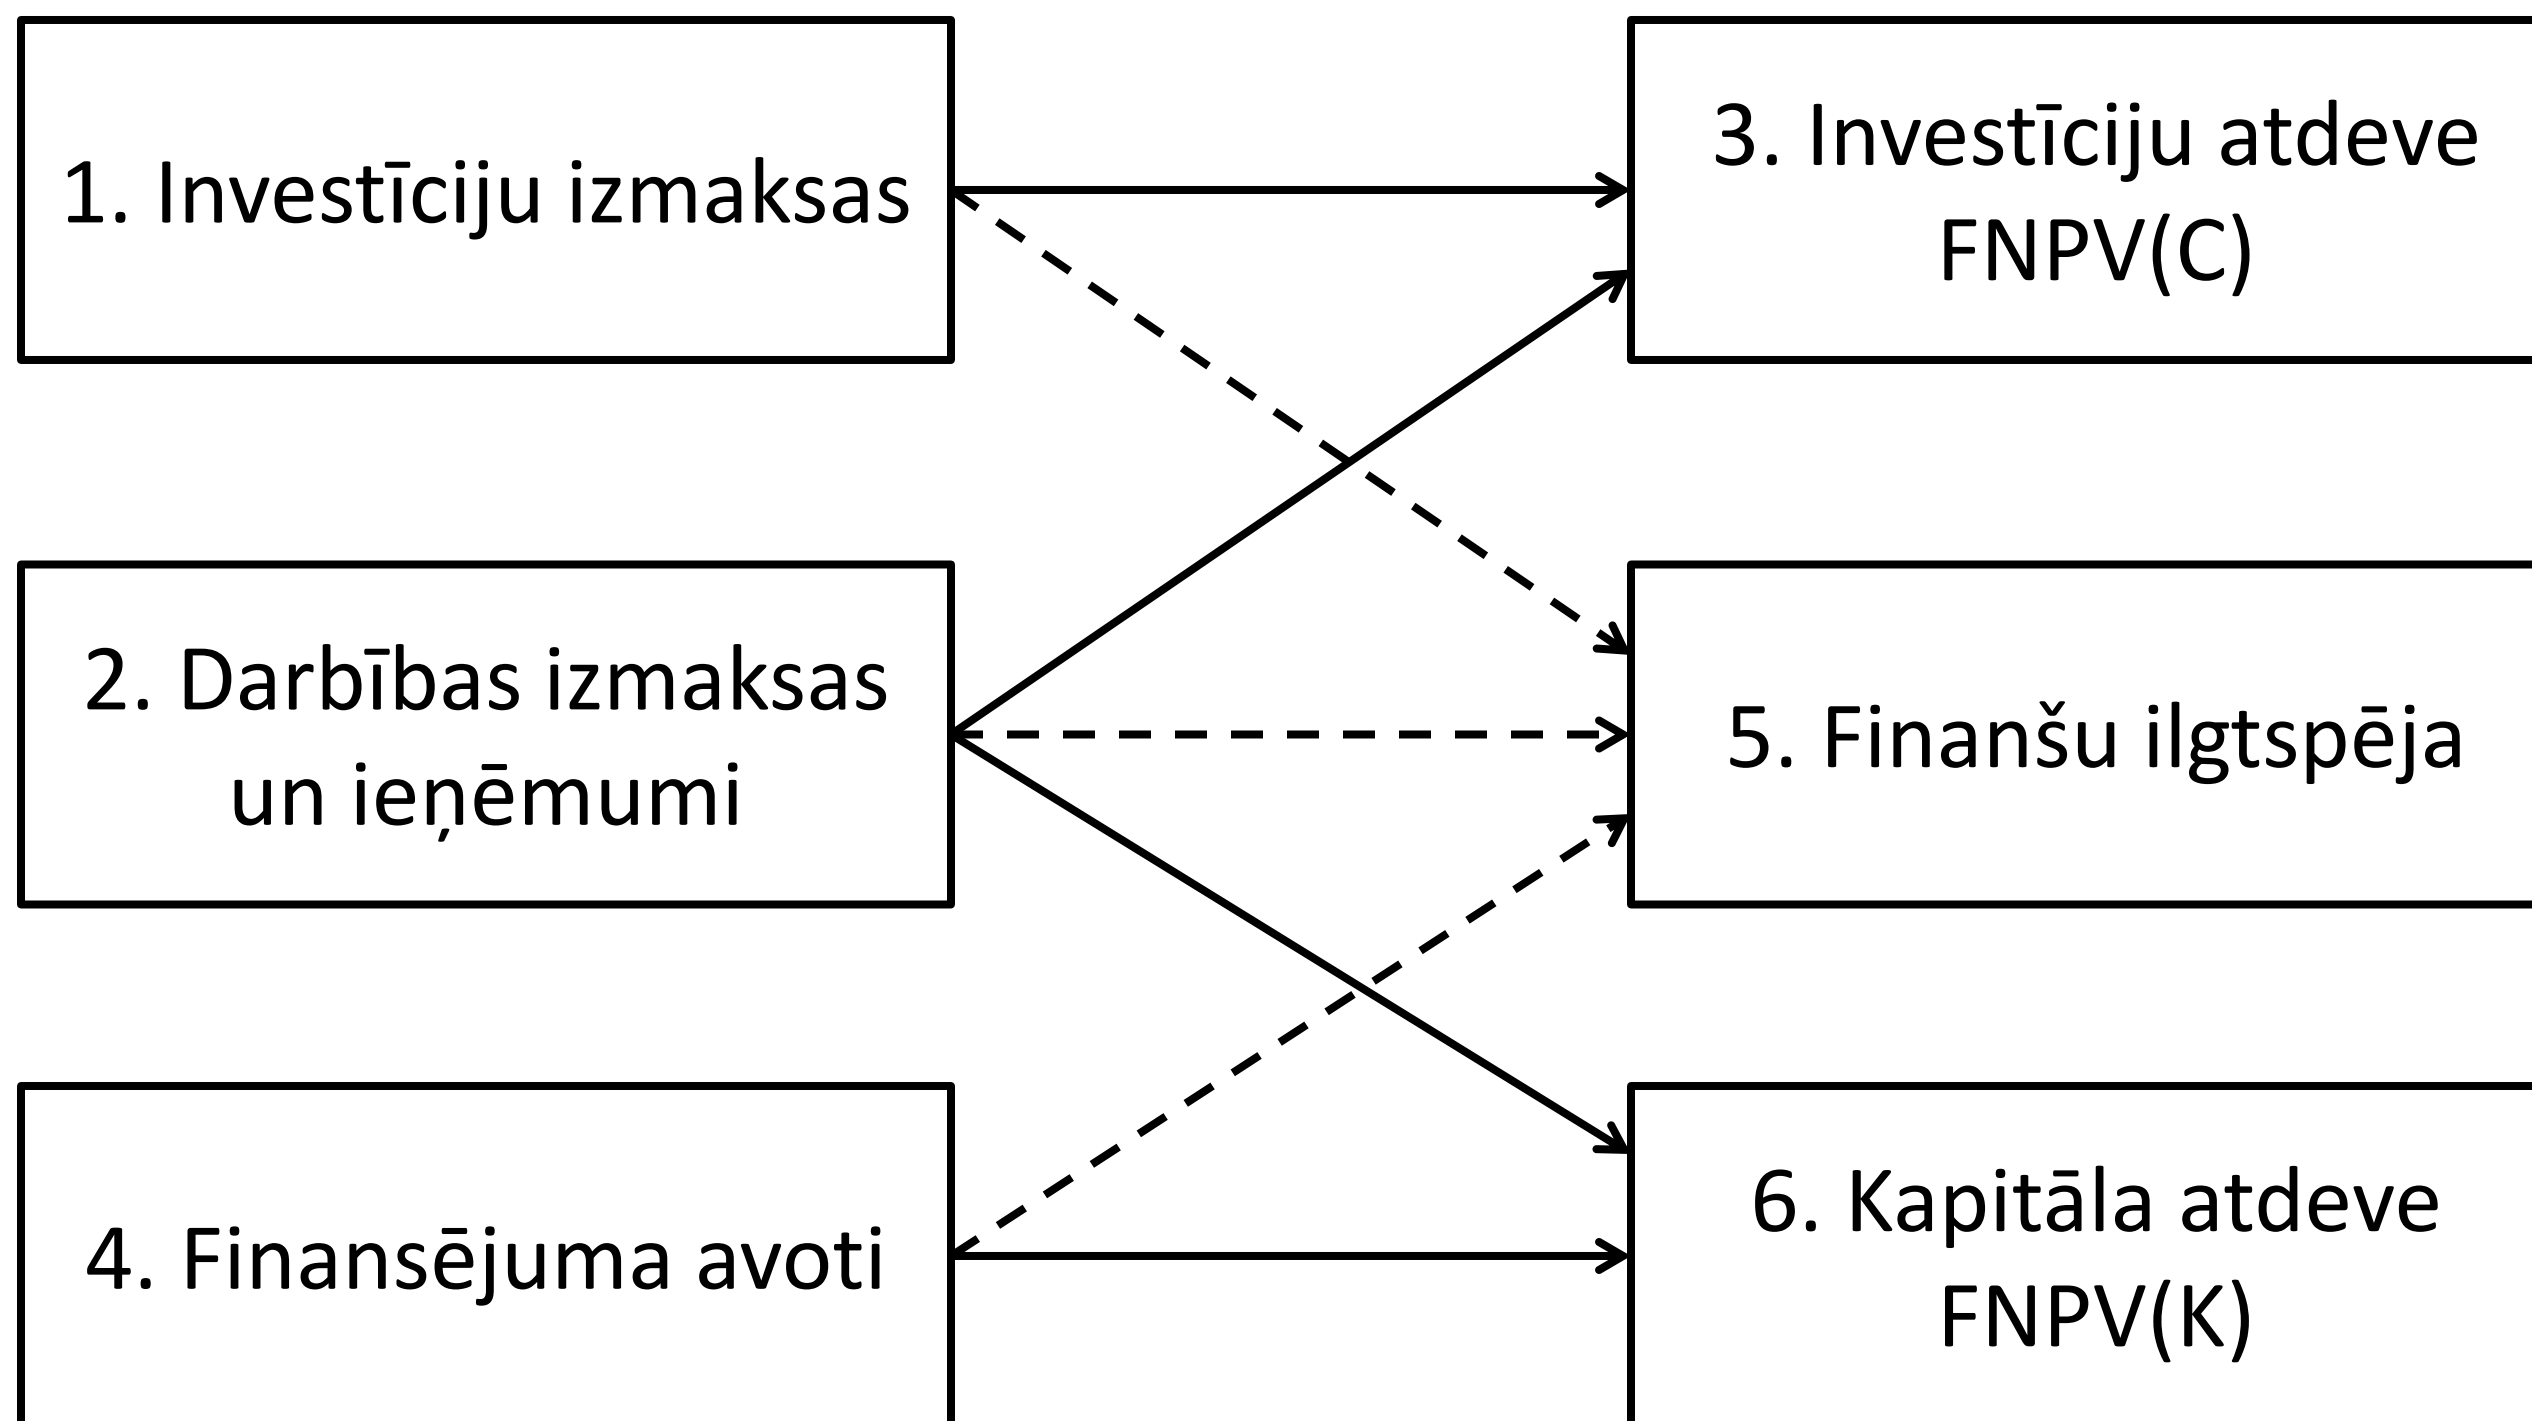 1. Investīciju izmaksas
3. Investīciju atdeve
FNPV(C)
2. Darbības izmaksas
un ieņēmumi
5. Finanšu ilgtspēja
4. Finansējuma avoti
6. Kapitāla atdeve
FNPV(K)